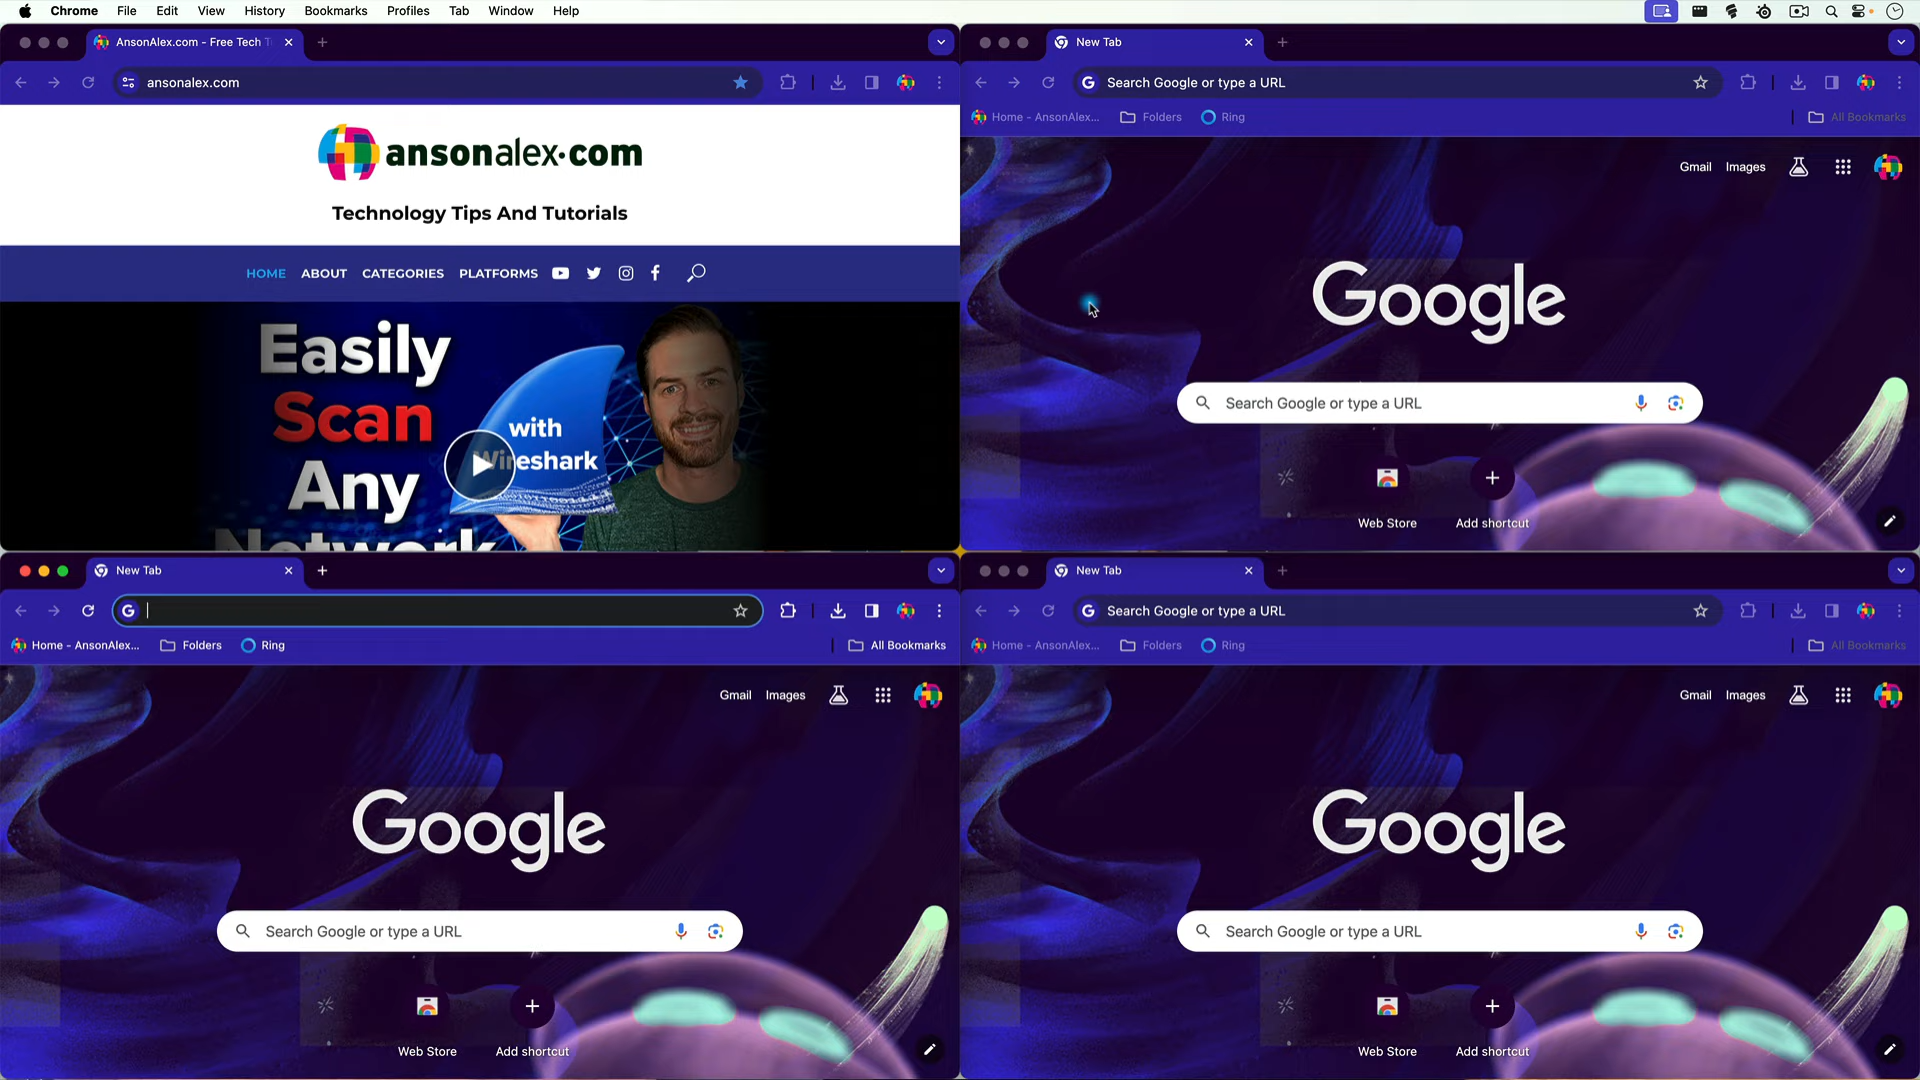 Chrome File Edit View History Bookmarks Profiles Tab Window Help
AnsonAlex.com - Free Tech T
ansonalex.com
ansonalex.com
Technology Tips And Tutorials
HOME ABOUT CATEGORIES PLATFORMS
Easily
Scan
Any
Network
with
Wireshark
New Tab
Search Google or type a URL
Home - AnsonAlex... Folders Ring All Bookmarks
Gmail Images
Google
Search Google or type a URL
Web Store Add shortcut
New Tab
Home - AnsonAlex... Folders Ring All Bookmarks
Gmail Images
Google
Search Google or type a URL
Web Store Add shortcut
New Tab
Search Google or type a URL
Home - AnsonAlex... Folders Ring All Bookmarks
Gmail Images
Google
Search Google or type a URL
Web Store Add shortcut